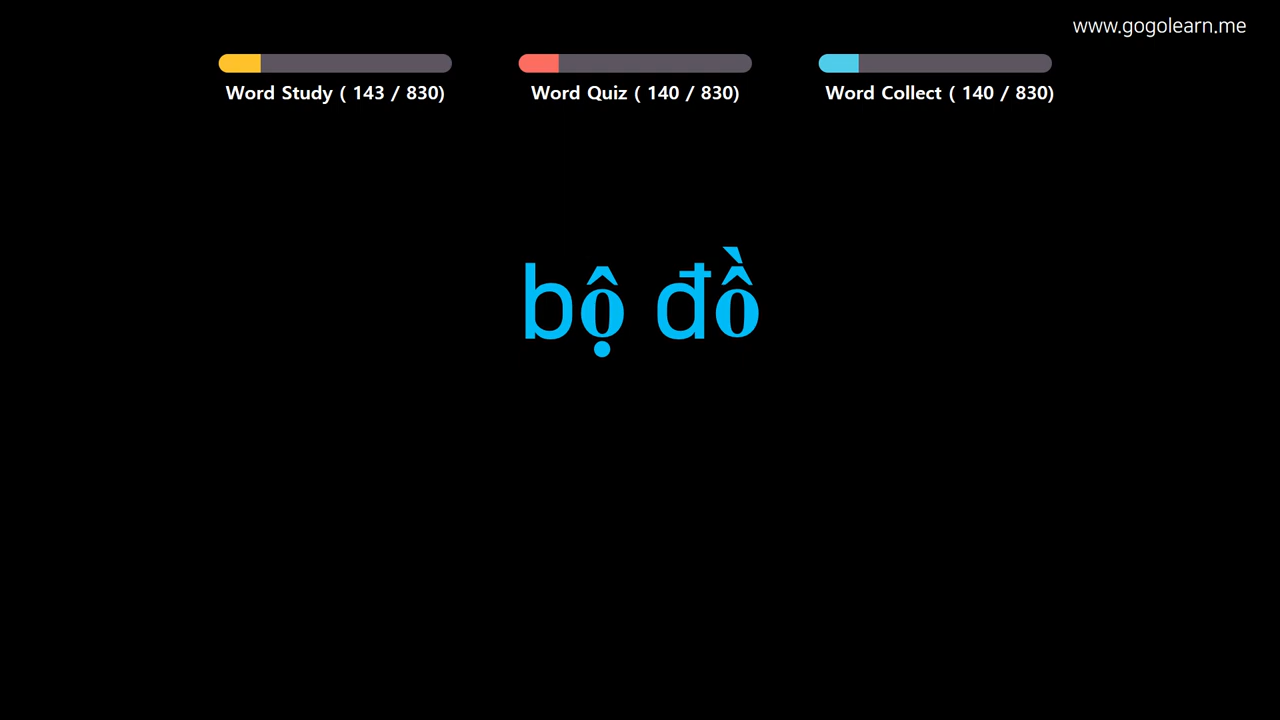 www.gogolearn.me
Word Study ( 143 / 830)
Word Quiz ( 140 / 830)
Word Collect ( 140 / 830)
bộ đồ